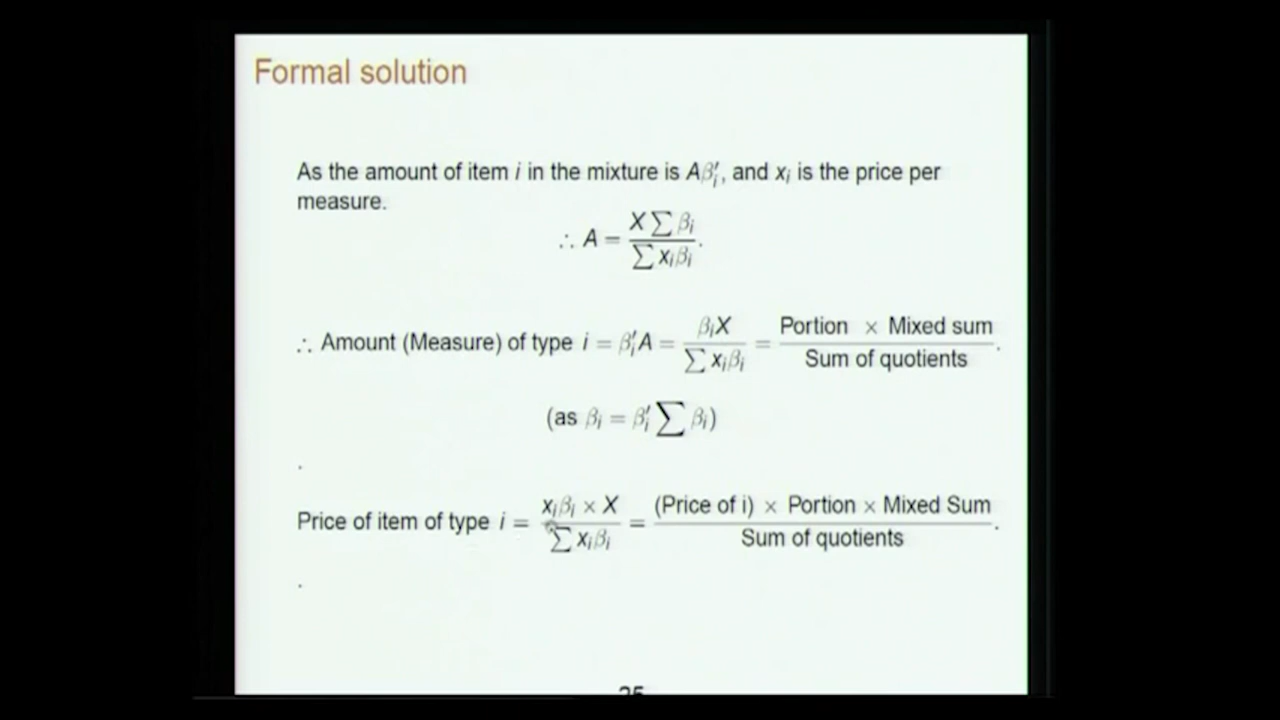 Formal solution
As the amount of item i in the mixture is Aβ′ᵢ, and xᵢ is the price per
measure.
∴ A = X ∑ βᵢ / ∑ xᵢβᵢ.
∴ Amount (Measure) of type i = β′ᵢA = βᵢX / ∑ xᵢβᵢ = Portion × Mixed sum / Sum of quotients.
(as βᵢ = β′ᵢ ∑ βᵢ)
.
Price of item of type i = xᵢβᵢ × X / ∑ xᵢβᵢ = (Price of i) × Portion × Mixed Sum / Sum of quotients.
.